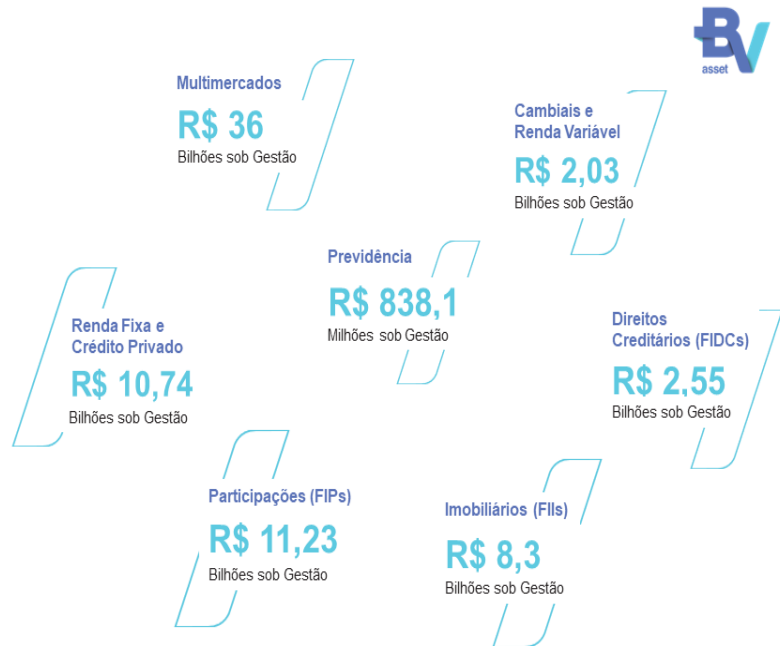 BV
asset
Multimercados
R$ 36
Bilhões sob Gestão
Cambiais e
Renda Variável
R$ 2,03
Bilhões sob Gestão
Previdência
R$ 838,1
Milhões sob Gestão
Renda Fixa e
Crédito Privado
R$ 10,74
Bilhões sob Gestão
Direitos
Creditários (FIDCs)
R$ 2,55
Bilhões sob Gestão
Participações (FIPs)
R$ 11,23
Bilhões sob Gestão
Imobiliários (FIIs)
R$ 8,3
Bilhões sob Gestão